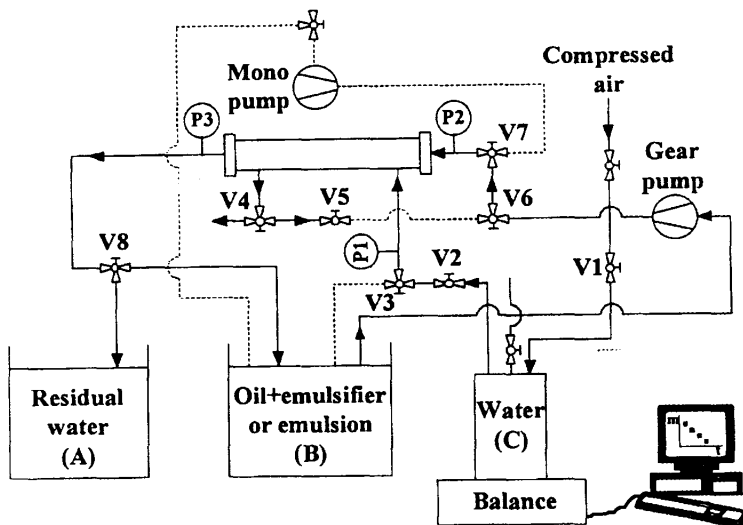 Mono
pump
Compressed
air
P3
P2
V7
Gear
pump
V4
V5
V6
P1
V2
V1
V8
V3
Residual
water
(A)
Oil+emulsifier
or emulsion
(B)
Water
(C)
Balance
m
t